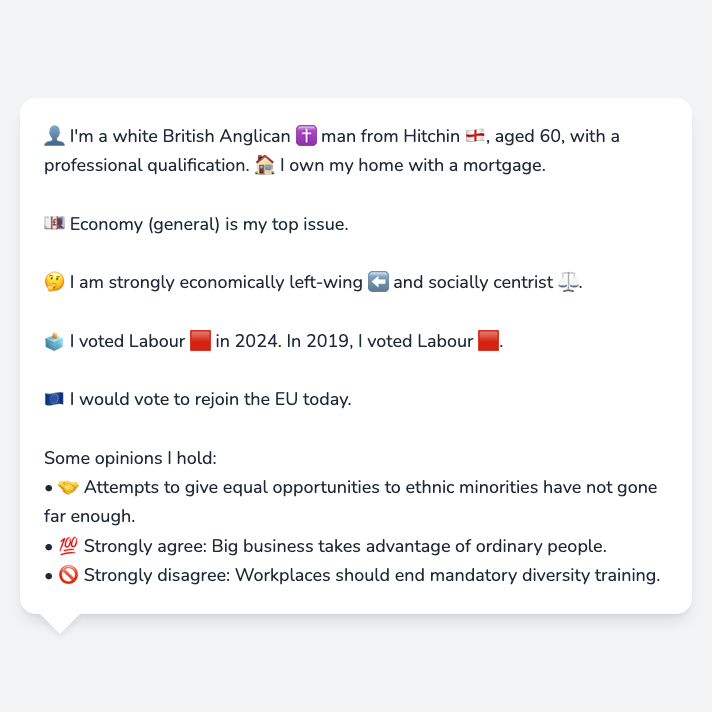 👤 I'm a white British Anglican ✝️ man from Hitchin 🏴󠁧󠁢󠁥󠁮󠁧󠁿, aged 60, with a
professional qualification. 🏠 I own my home with a mortgage.
💷 Economy (general) is my top issue.
🤔 I am strongly economically left-wing ⬅️ and socially centrist ⚖️.
🗳️ I voted Labour 🟥 in 2024. In 2019, I voted Labour 🟥.
🇪🇺 I would vote to rejoin the EU today.
Some opinions I hold:
• 🤝 Attempts to give equal opportunities to ethnic minorities have not gone
far enough.
• 💯 Strongly agree: Big business takes advantage of ordinary people.
• 🚫 Strongly disagree: Workplaces should end mandatory diversity training.